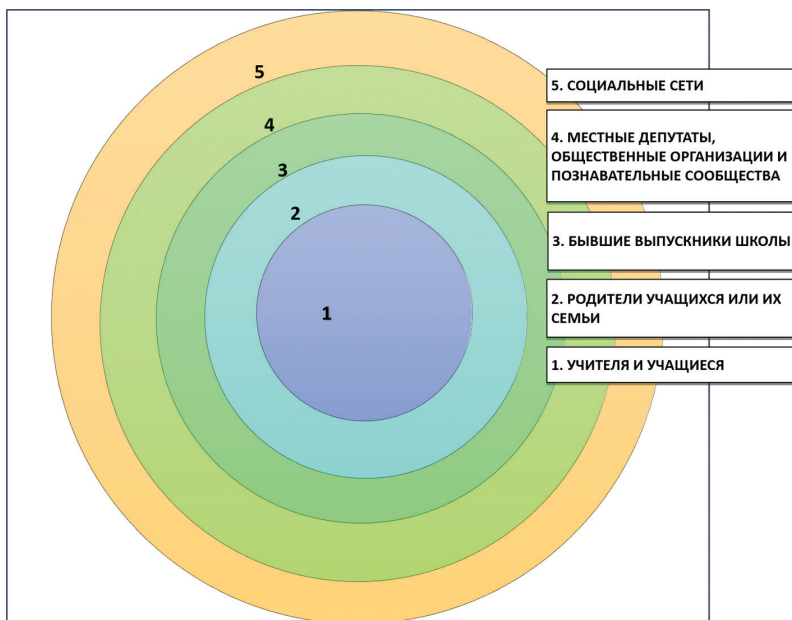 5
4
3
2
1
5. СОЦИАЛЬНЫЕ СЕТИ
4. МЕСТНЫЕ ДЕПУТАТЫ,
ОБЩЕСТВЕННЫЕ ОРГАНИЗАЦИИ И
ПОЗНАВАТЕЛЬНЫЕ СООБЩЕСТВА
3. БЫВШИЕ ВЫПУСКНИКИ ШКОЛЫ
2. РОДИТЕЛИ УЧАЩИХСЯ ИЛИ ИХ
СЕМЬИ
1. УЧИТЕЛЯ И УЧАЩИЕСЯ